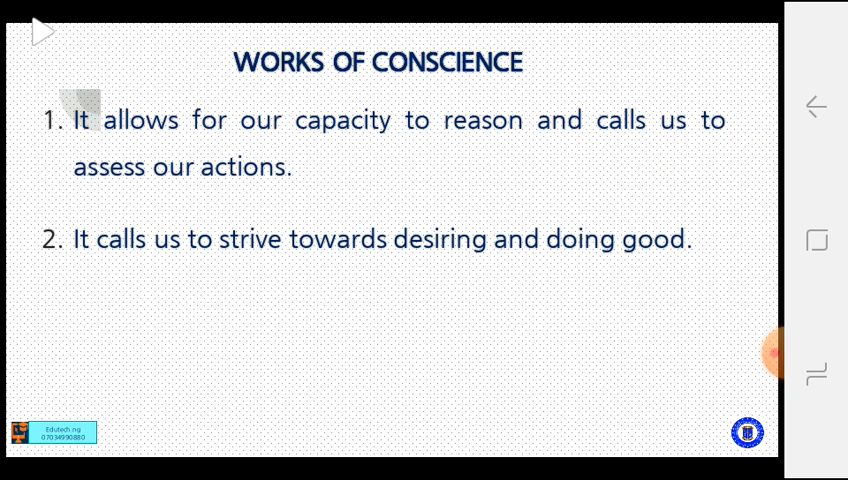 WORKS OF CONSCIENCE
1. It allows for our capacity to reason and calls us to
assess our actions.
2. It calls us to strive towards desiring and doing good.
Edutech.ng
07034990880